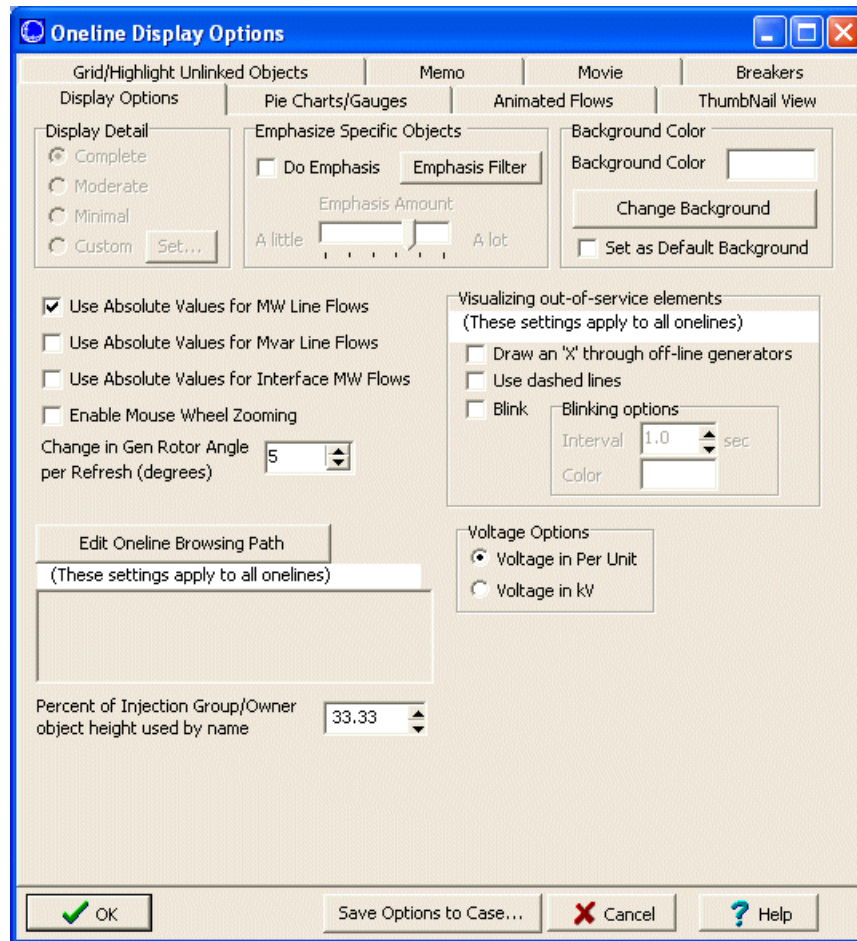 Oneline Display Options
Grid/Highlight Unlinked Objects
Memo
Movie
Breakers
Display Options
Pie Charts/Gauges
Animated Flows
ThumbNail View
Display Detail
Complete
Moderate
Minimal
Custom
Set...
Emphasize Specific Objects
Do Emphasis
Emphasis Filter
Emphasis Amount
A little
A lot
Background Color
Background Color
Change Background
Set as Default Background
Use Absolute Values for MW Line Flows
Use Absolute Values for Mvar Line Flows
Use Absolute Values for Interface MW Flows
Enable Mouse Wheel Zooming
Change in Gen Rotor Angle
per Refresh (degrees)
5
Visualizing out-of-service elements
(These settings apply to all onelines)
Draw an 'X' through off-line generators
Use dashed lines
Blink
Blinking options
Interval
1.0
sec
Color
Edit Oneline Browsing Path
(These settings apply to all onelines)
Voltage Options
Voltage in Per Unit
Voltage in kV
Percent of Injection Group/Owner
object height used by name
33.33
OK
Save Options to Case...
Cancel
Help